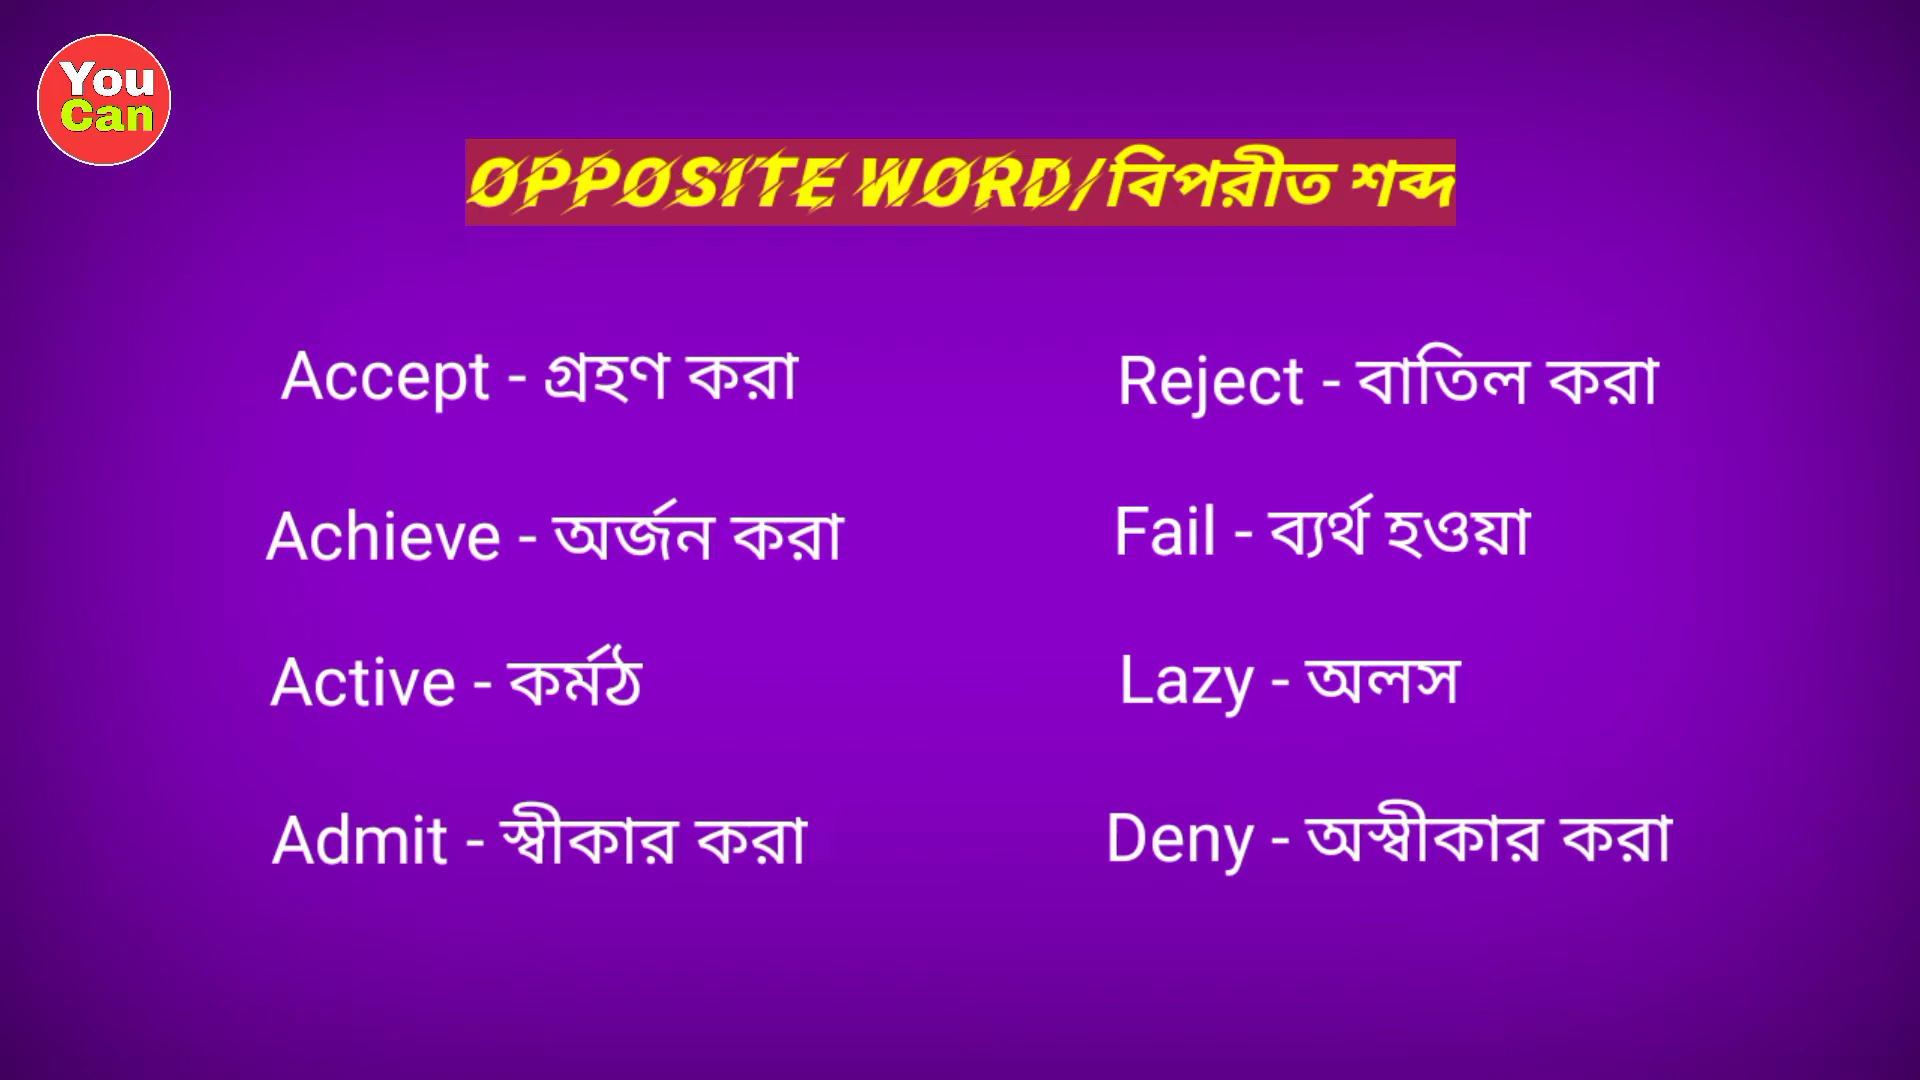 You
Can
OPPOSITE WORD/বিপরীত শব্দ
Accept - গ্রহণ করা
Reject - বাতিল করা
Achieve - অর্জন করা
Fail - ব্যর্থ হওয়া
Active - কর্মঠ
Lazy - অলস
Admit - স্বীকার করা
Deny - অস্বীকার করা